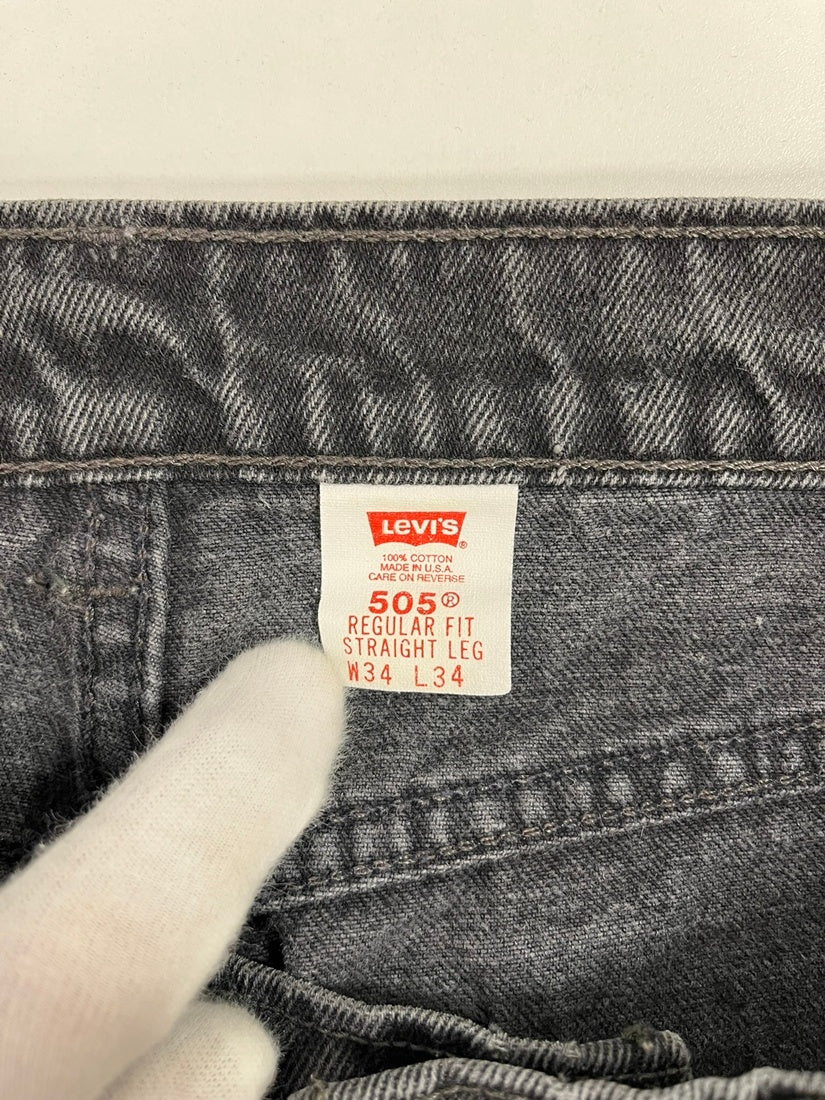 Levi's®
100% COTTON
MADE IN U.S.A.
CARE ON REVERSE
505®
REGULAR FIT
STRAIGHT LEG
W34 L34